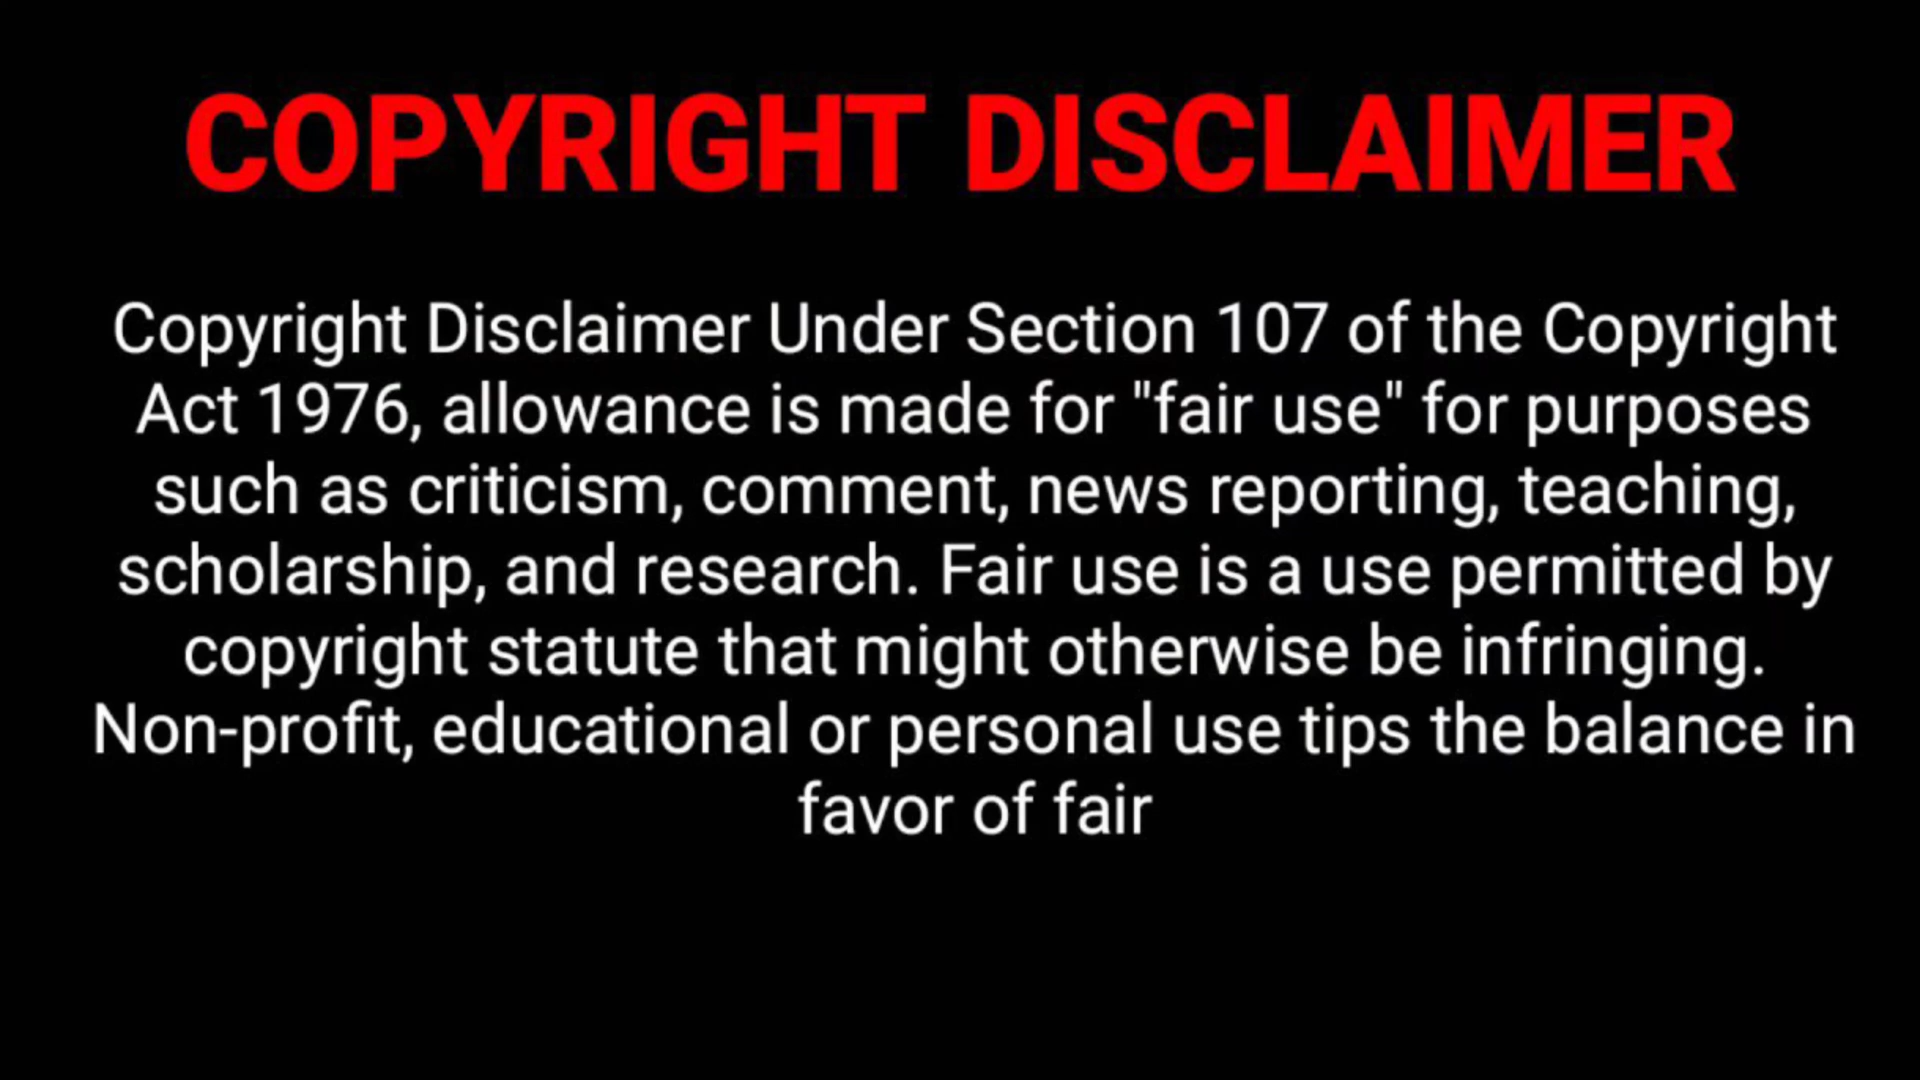 COPYRIGHT DISCLAIMER
Copyright Disclaimer Under Section 107 of the Copyright
Act 1976, allowance is made for "fair use" for purposes
such as criticism, comment, news reporting, teaching,
scholarship, and research. Fair use is a use permitted by
copyright statute that might otherwise be infringing.
Non-profit, educational or personal use tips the balance in
favor of fair